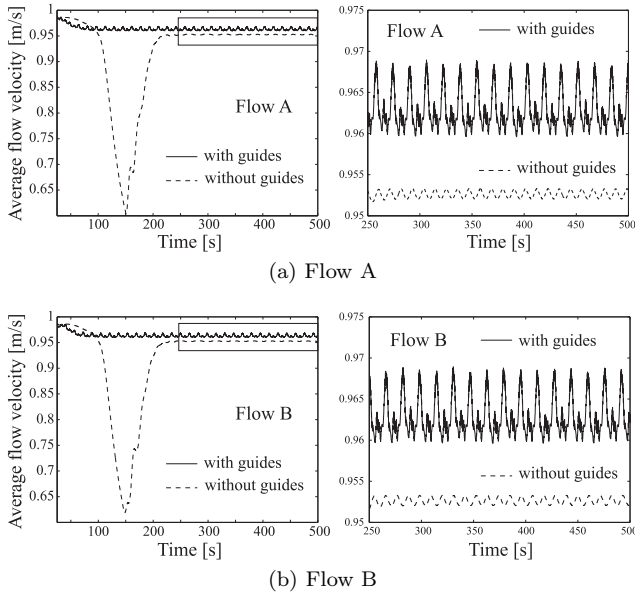 Average flow velocity [m/s]
1
0.95
0.9
0.85
0.8
0.75
0.7
0.65
Flow A
with guides
without guides
100 200 300 400 500
Time [s]
0.975
0.97
0.965
0.96
0.955
0.95
Flow A
with guides
without guides
250 300 350 400 450 500
Time [s]
(a) Flow A
Average flow velocity [m/s]
1
0.95
0.9
0.85
0.8
0.75
0.7
0.65
Flow B
with guides
without guides
100 200 300 400 500
Time [s]
0.975
0.97
0.965
0.96
0.955
0.95
Flow B
with guides
without guides
250 300 350 400 450 500
Time [s]
(b) Flow B